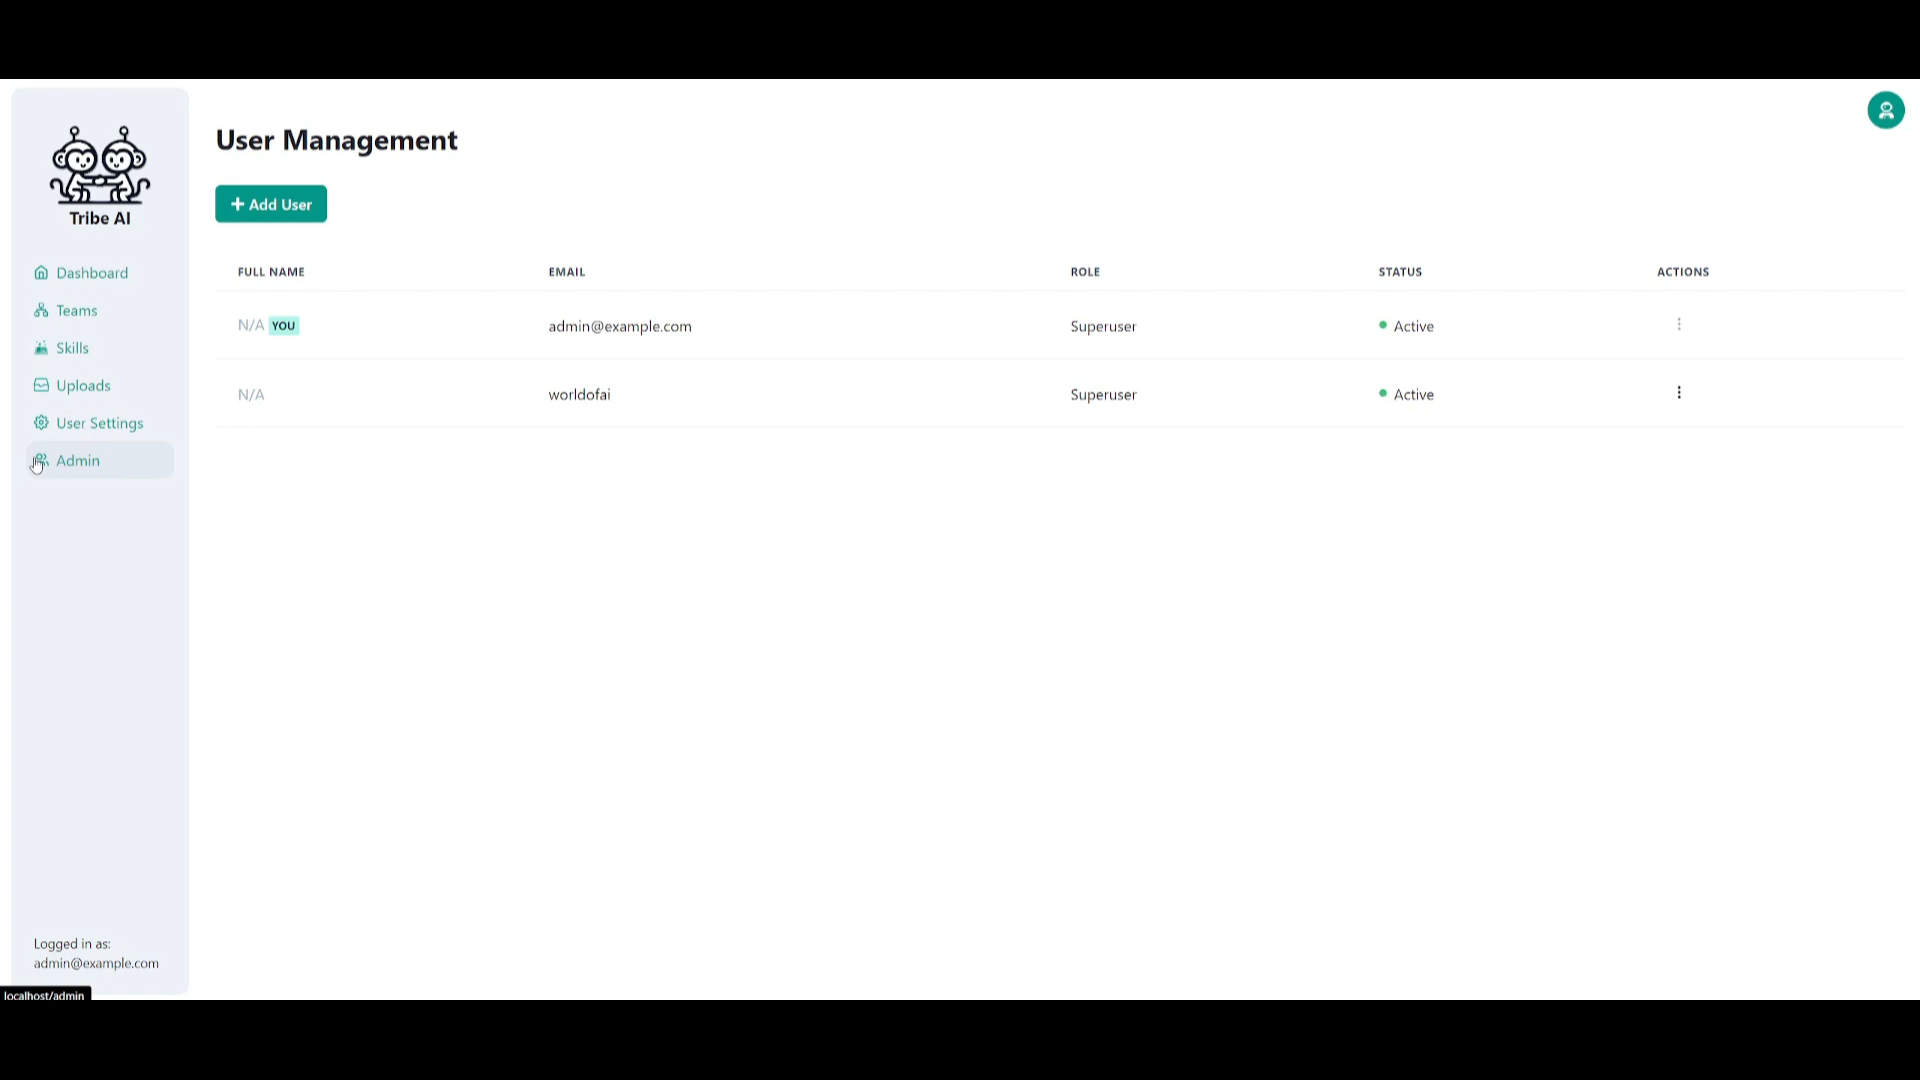 Tribe AI
Dashboard
Teams
Skills
Uploads
User Settings
Admin
Logged in as:
admin@example.com
localhost/admin
User Management
+ Add User
FULL NAME EMAIL ROLE STATUS ACTIONS
N/A YOU admin@example.com Superuser Active
N/A worldofai Superuser Active